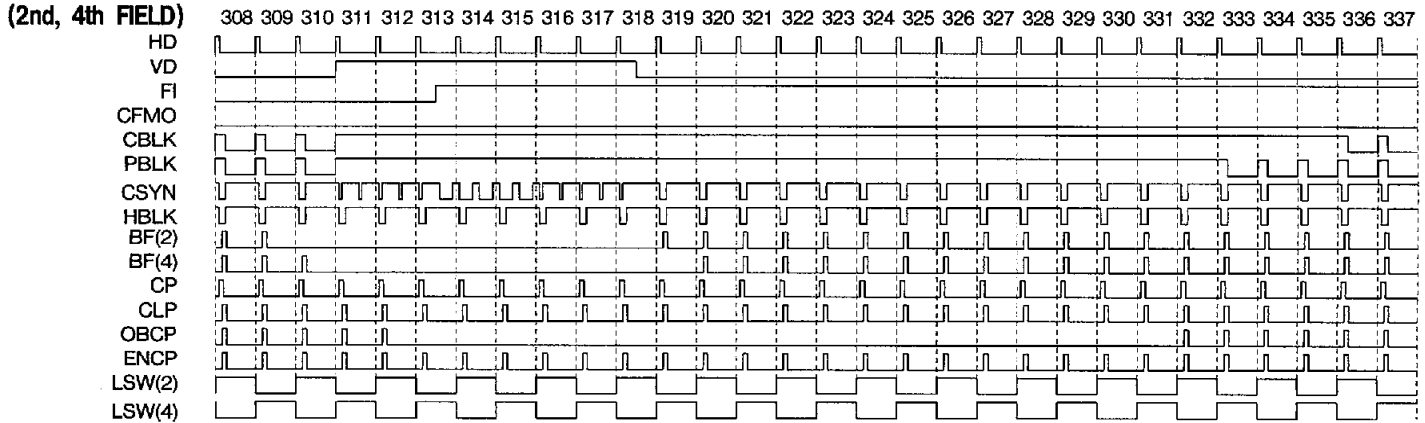 (2nd, 4th FIELD) 308 309 310 311 312 313 314 315 316 317 318 319 320 321 322 323 324 325 326 327 328 329 330 331 332 333 334 335 336 337
HD
VD
FI
CFMO
CBLK
PBLK
CSYN
HBLK
BF(2)
BF(4)
CP
CLP
OBCP
ENCP
LSW(2)
LSW(4)